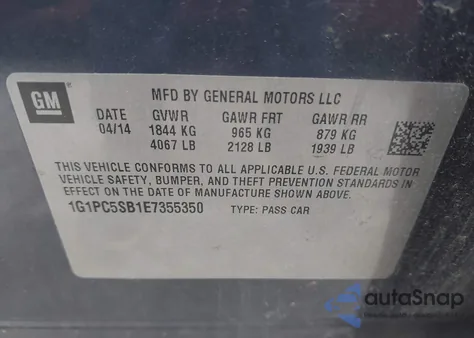 GM
MFD BY GENERAL MOTORS LLC
DATE GVWR GAWR FRT GAWR RR
04/14 1844 KG 965 KG 879 KG
4067 LB 2128 LB 1939 LB
THIS VEHICLE CONFORMS TO ALL APPLICABLE U.S. FEDERAL MOTOR
VEHICLE SAFETY, BUMPER, AND THEFT PREVENTION STANDARDS IN
EFFECT ON THE DATE OF MANUFACTURE SHOWN ABOVE.
1G1PC5SB1E7355350 TYPE: PASS CAR
autoSnap